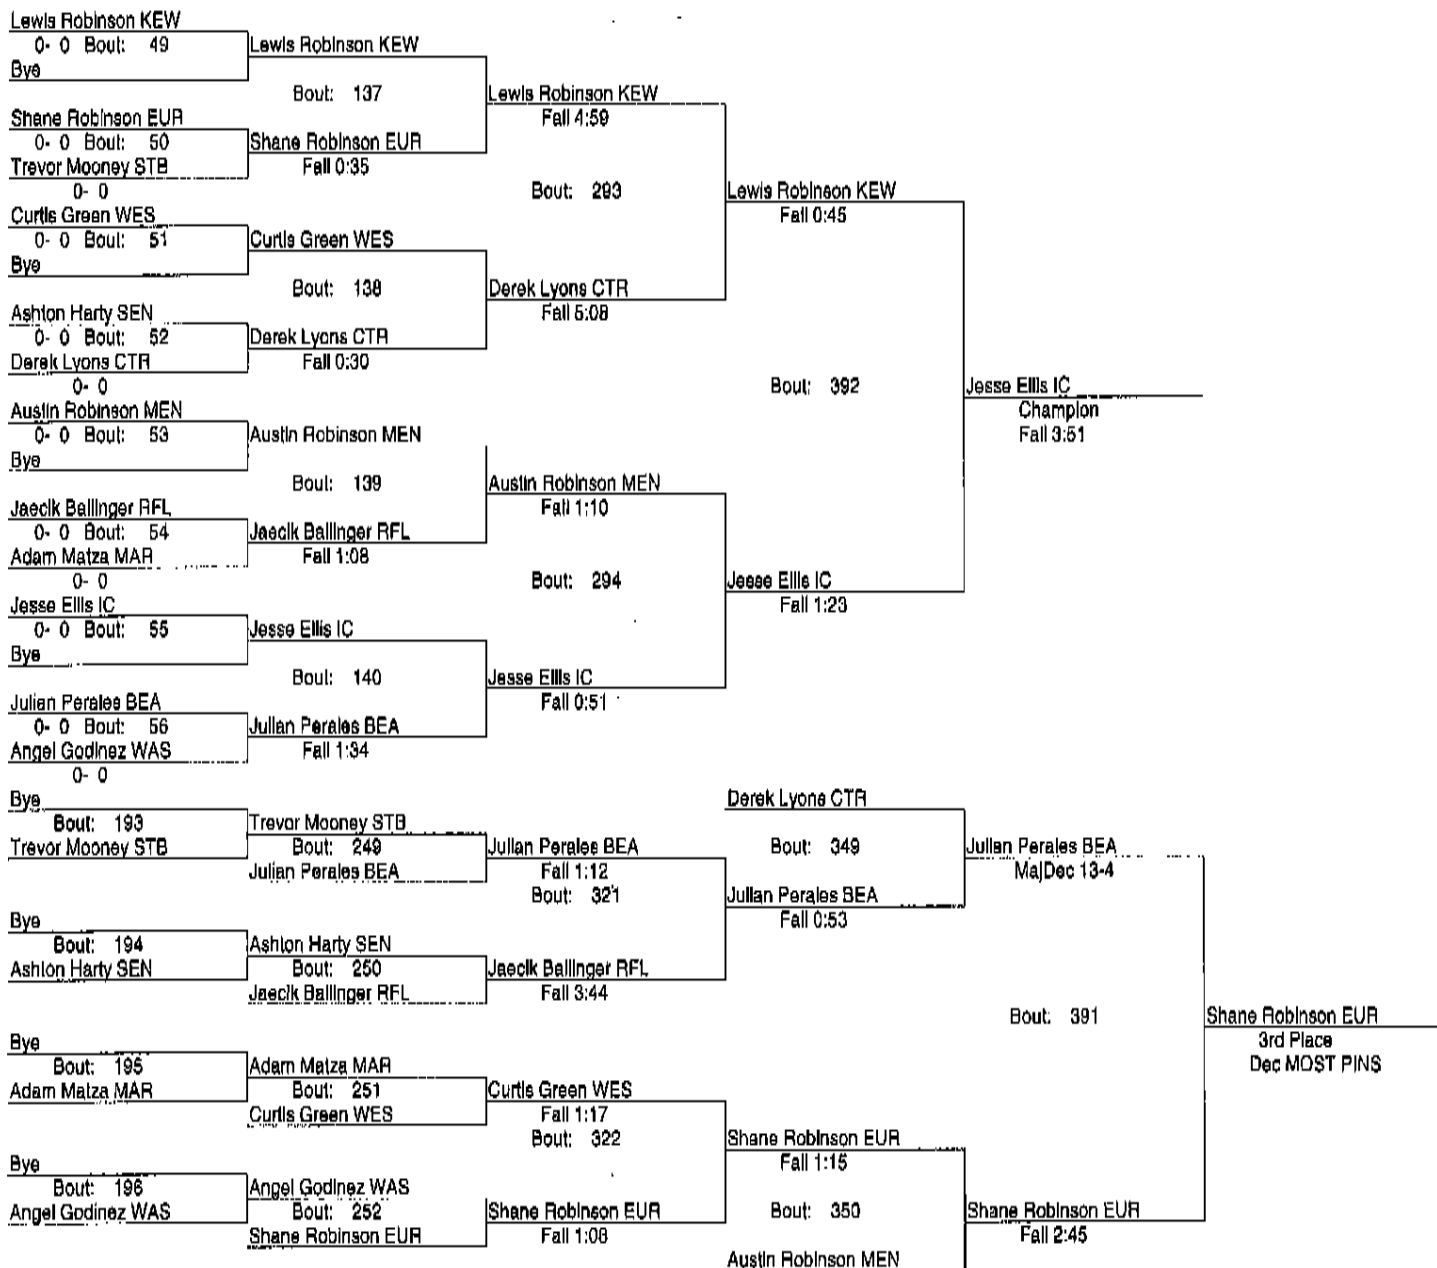 Lewis Robinson KEW
0- 0 Bout: 49
Bye
Lewis Robinson KEW
Bout: 137
Shane Robinson EUR
0- 0 Bout: 50
Trevor Mooney STB
0- 0
Shane Robinson EUR
Fall 0:35
Lewis Robinson KEW
Fall 4:59
Bout: 293
Curtis Green WES
0- 0 Bout: 51
Bye
Curtis Green WES
Bout: 138
Ashton Harty SEN
0- 0 Bout: 52
Derek Lyons CTR
0- 0
Derek Lyons CTR
Fall 0:30
Derek Lyons CTR
Fall 5:08
Lewis Robinson KEW
Fall 0:45
Bout: 392
Austin Robinson MEN
0- 0 Bout: 53
Bye
Austin Robinson MEN
Bout: 139
Jaecik Ballinger RFL
0- 0 Bout: 54
Adam Matza MAR
0- 0
Jaecik Ballinger RFL
Fall 1:08
Austin Robinson MEN
Fall 1:10
Bout: 294
Jesse Ellis IC
0- 0 Bout: 55
Bye
Jesse Ellis IC
Bout: 140
Julian Perales BEA
0- 0 Bout: 56
Angel Godinez WAS
0- 0
Julian Perales BEA
Fall 1:34
Jesse Ellis IC
Fall 0:51
Jesse Ellis IC
Fall 1:23
Jesse Ellis IC
Champion
Fall 3:51
Bye
Bout: 193
Trevor Mooney STB
Trevor Mooney STB
Bout: 249
Julian Perales BEA
Julian Perales BEA
Fall 1:12
Bout: 321
Bye
Bout: 194
Ashton Harty SEN
Ashton Harty SEN
Bout: 250
Jaecik Ballinger RFL
Jaecik Ballinger RFL
Fall 3:44
Derek Lyons CTR
Bout: 349
Julian Perales BEA
Fall 0:53
Julian Perales BEA
MajDec 13-4
Bout: 391
Bye
Bout: 195
Adam Matza MAR
Adam Matza MAR
Bout: 251
Curtis Green WES
Curtis Green WES
Fall 1:17
Bout: 322
Bye
Bout: 196
Angel Godinez WAS
Angel Godinez WAS
Bout: 252
Shane Robinson EUR
Shane Robinson EUR
Fall 1:08
Shane Robinson EUR
Fall 1:15
Bout: 350
Austin Robinson MEN
Shane Robinson EUR
Fall 2:45
Shane Robinson EUR
3rd Place
Dec MOST PINS